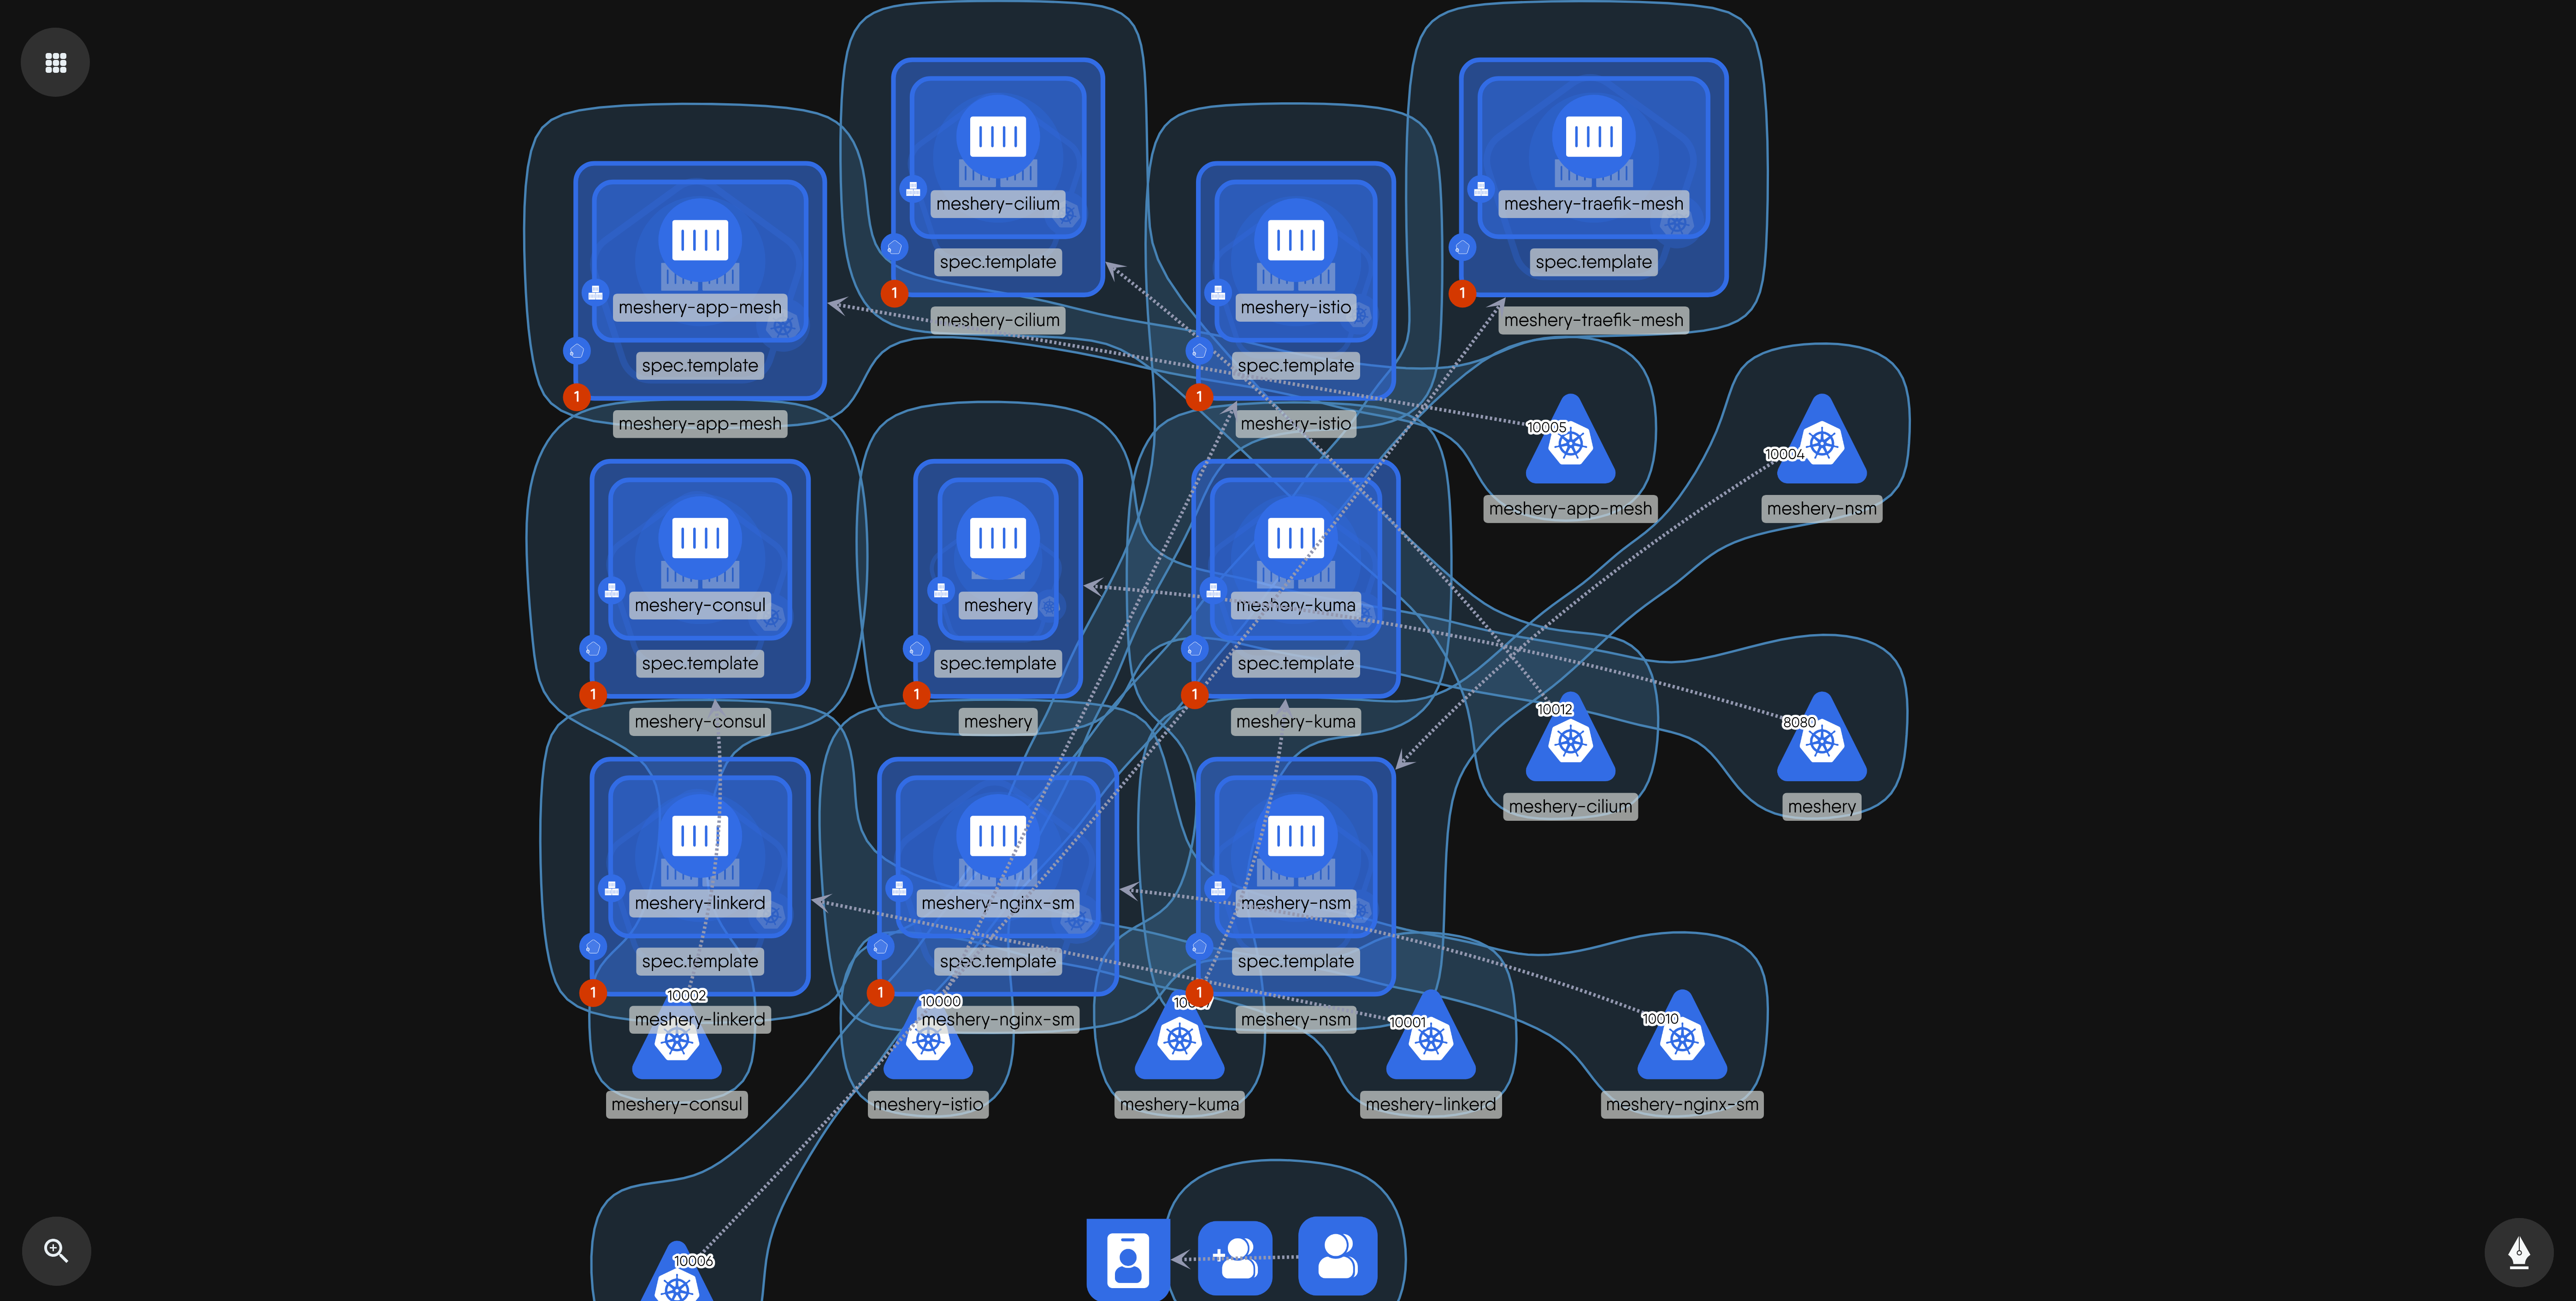 meshery-cilium
meshery-traefik-mesh
spec.template
spec.template
1
1
meshery-cilium
meshery-traefik-mesh
meshery-app-mesh
meshery-istio
spec.template
spec.template
1
1
meshery-app-mesh
meshery-istio
10005
10004
meshery-app-mesh
meshery-nsm
meshery-consul
meshery
meshery-kuma
spec.template
spec.template
spec.template
1
1
1
meshery-consul
meshery
meshery-kuma
10012
8080
meshery-cilium
meshery
meshery-linkerd
meshery-nginx-sm
meshery-nsm
spec.template
spec.template
spec.template
1
1
1
10002
10000
meshery-linkerd
meshery-nginx-sm
meshery-nsm
10001
10010
meshery-consul
meshery-istio
meshery-kuma
meshery-linkerd
meshery-nginx-sm
10006